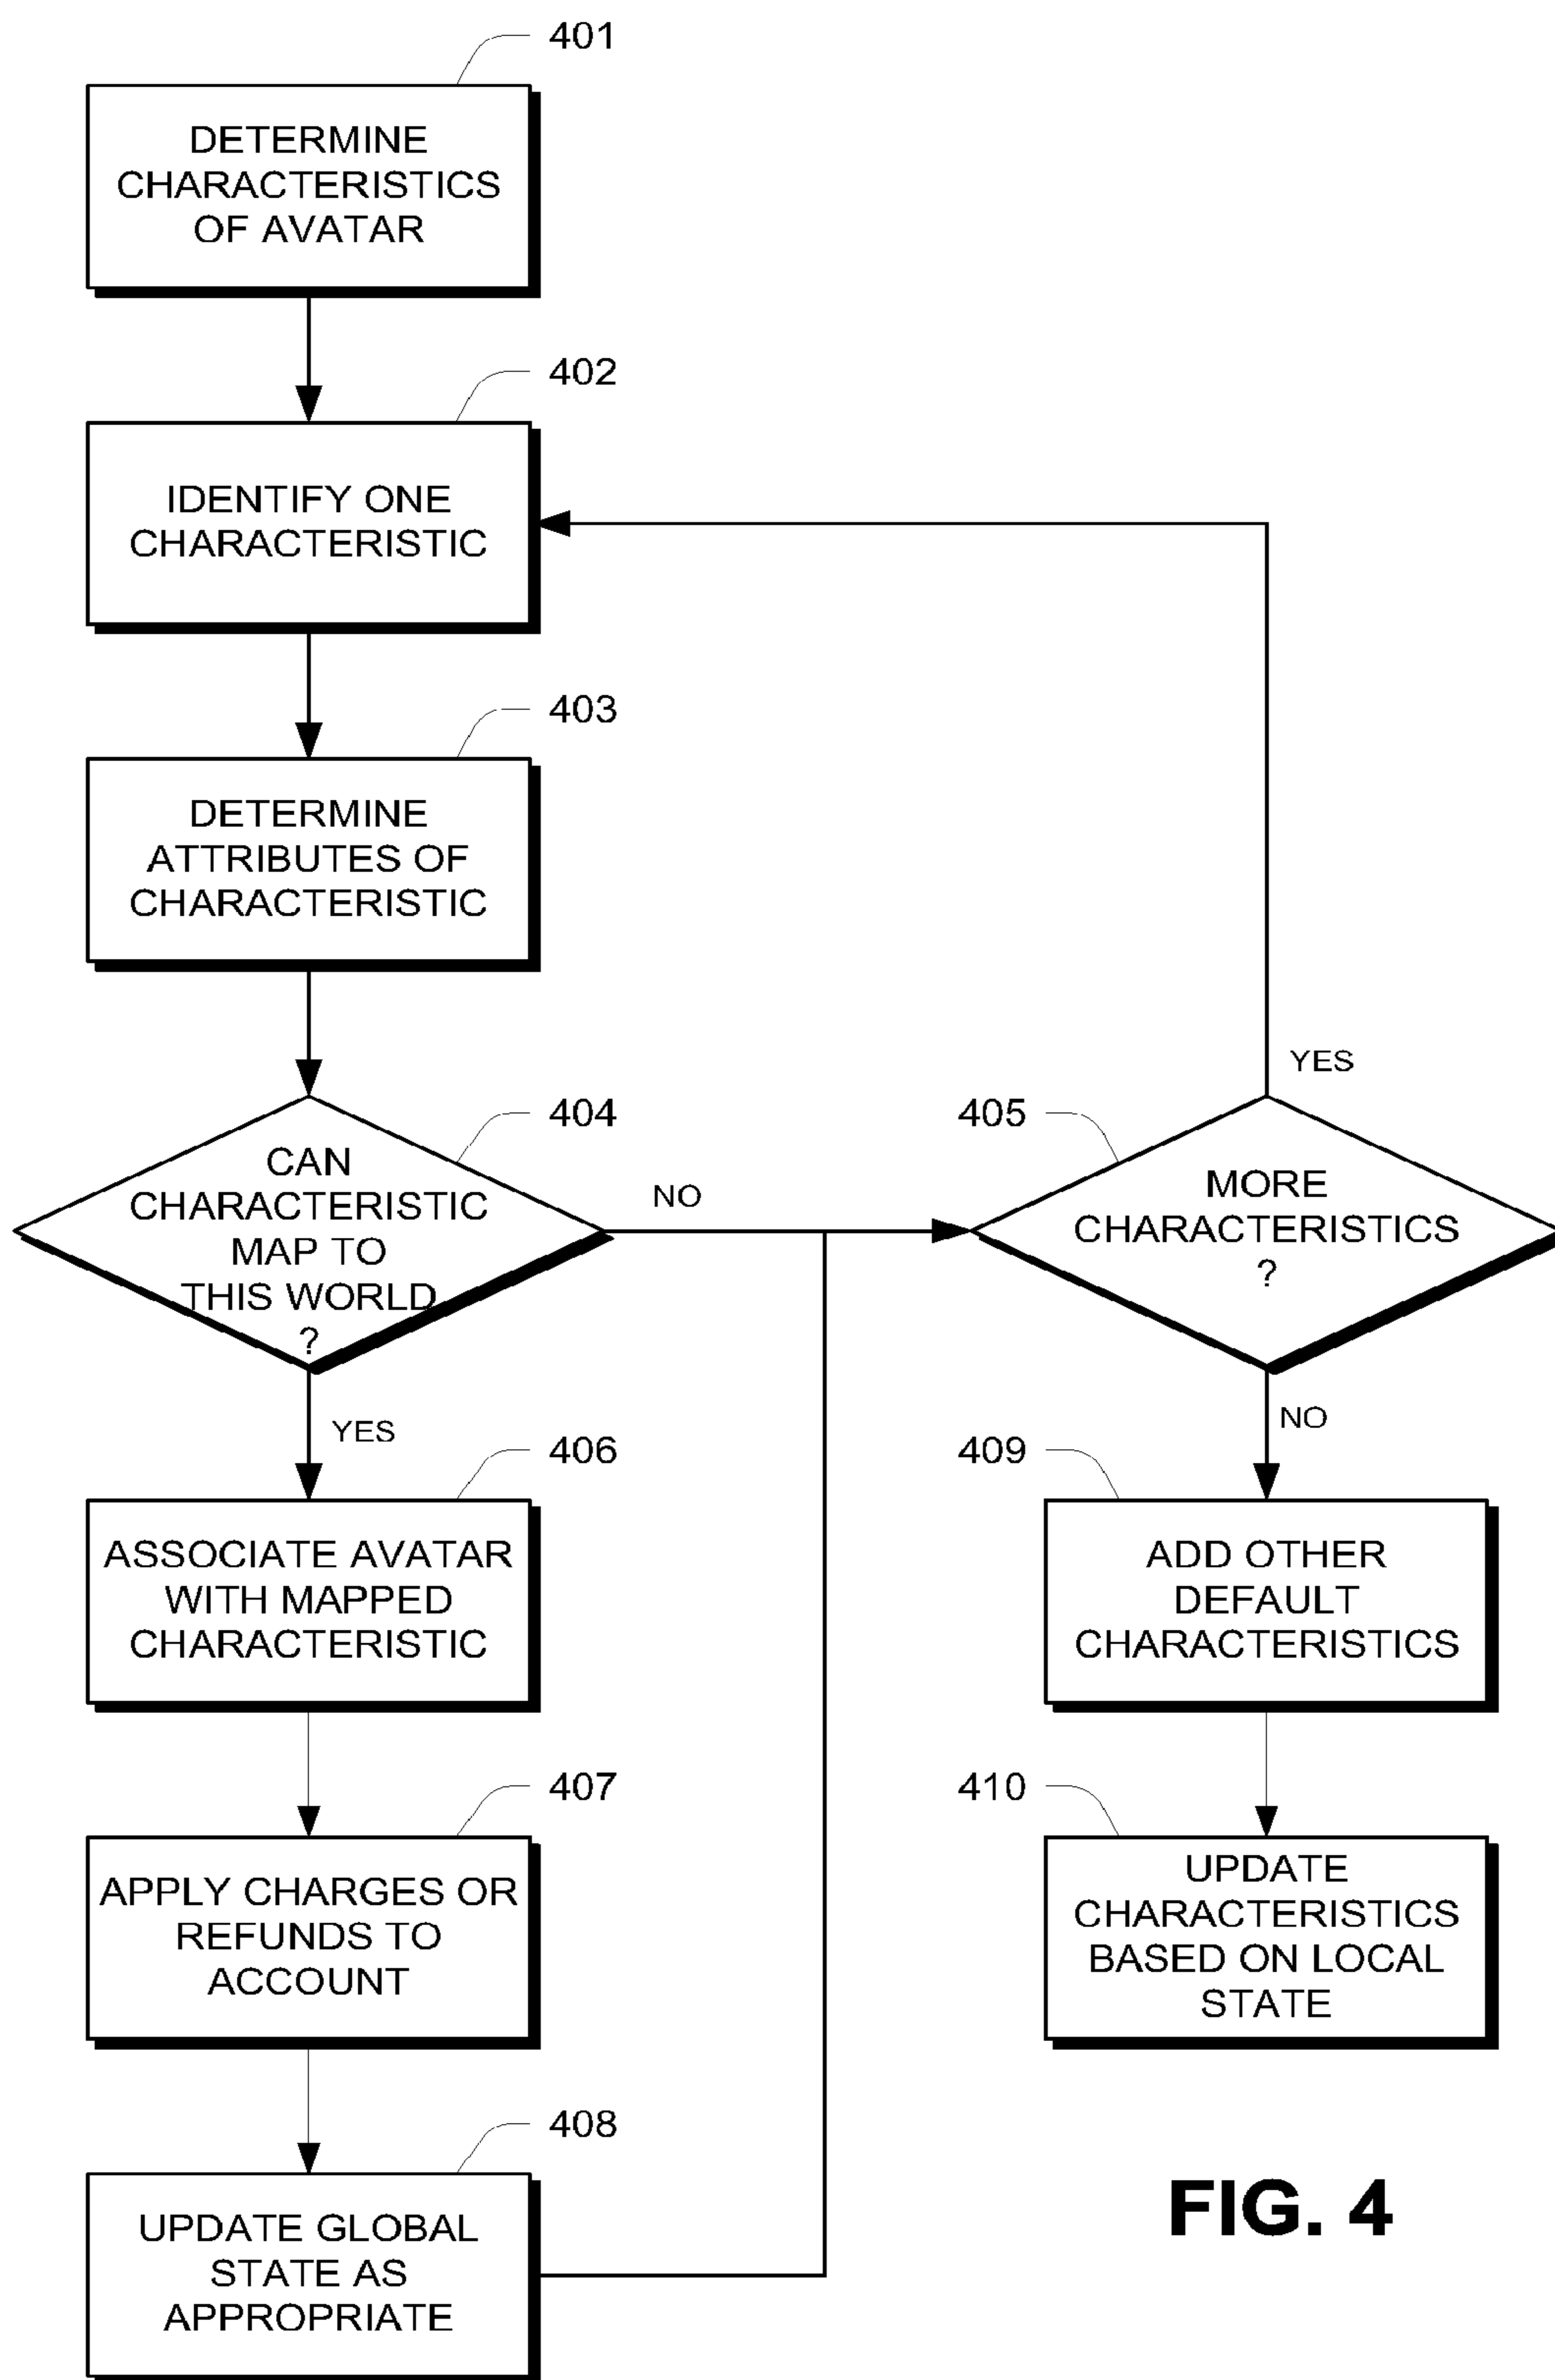 401
DETERMINE
CHARACTERISTICS
OF AVATAR
402
IDENTIFY ONE
CHARACTERISTIC
403
DETERMINE
ATTRIBUTES OF
CHARACTERISTIC
404
CAN
CHARACTERISTIC
MAP TO
THIS WORLD
?
NO
YES
405
MORE
CHARACTERISTICS
?
YES
NO
406
ASSOCIATE AVATAR
WITH MAPPED
CHARACTERISTIC
407
APPLY CHARGES OR
REFUNDS TO
ACCOUNT
408
UPDATE GLOBAL
STATE AS
APPROPRIATE
409
ADD OTHER
DEFAULT
CHARACTERISTICS
410
UPDATE
CHARACTERISTICS
BASED ON LOCAL
STATE
FIG. 4